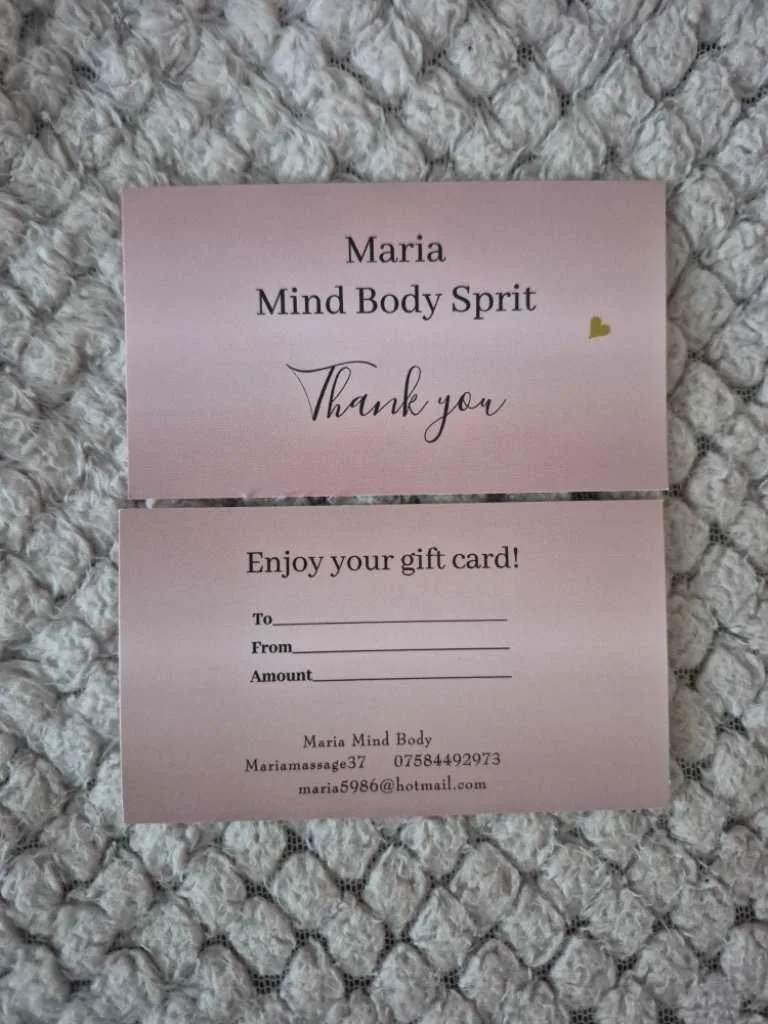 Maria
Mind Body Sprit
Thank you
Enjoy your gift card!
To
From
Amount
Maria Mind Body
Mariamassage37 07584492973
maria5986@hotmail.com